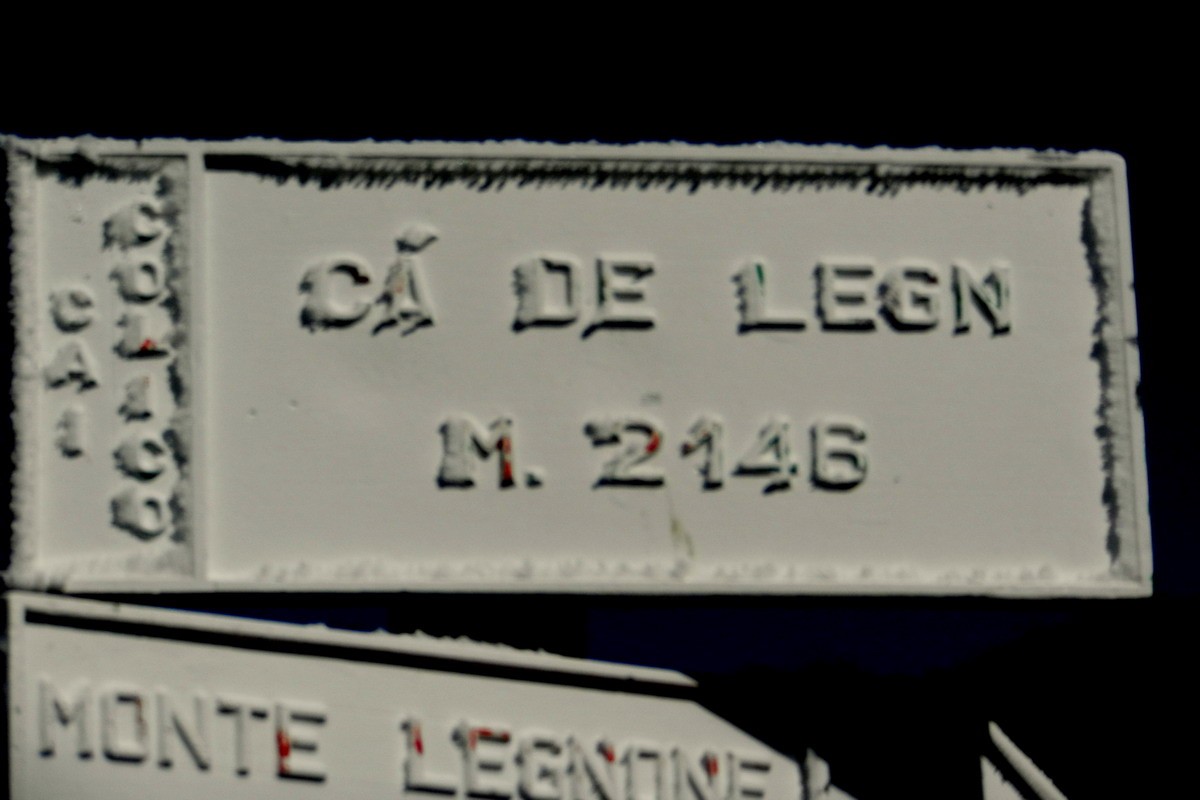 CAI
COLICO
CÁ DE LEGN
M. 2146
MONTE LEGNONE